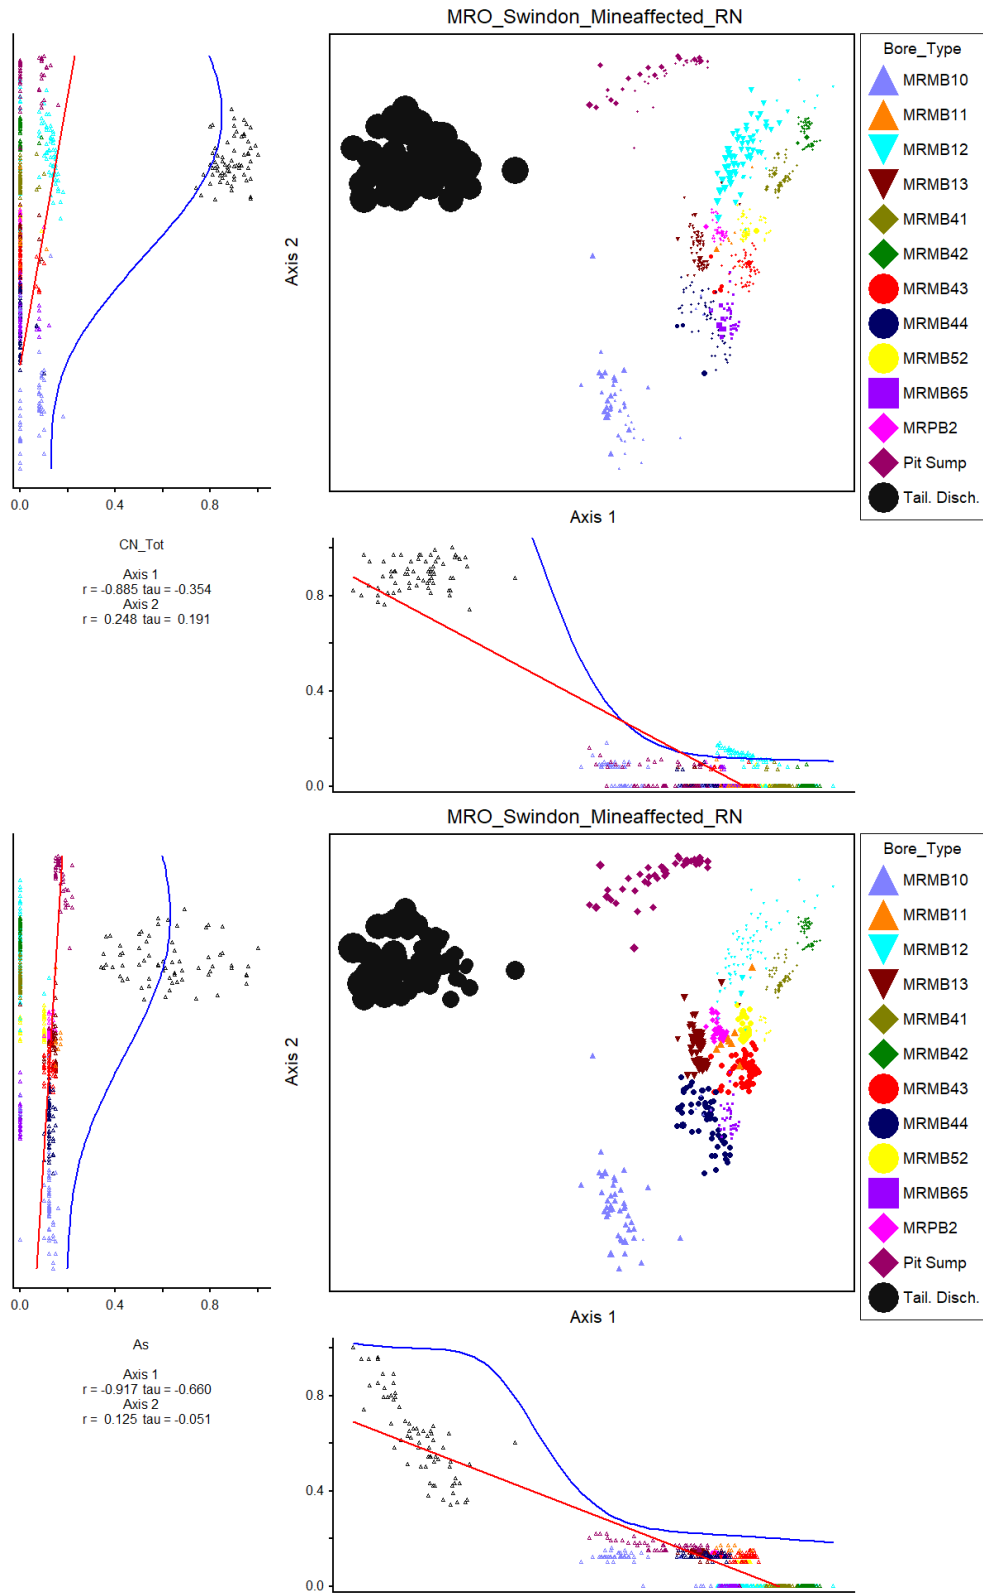 MRO_Swindon_Mineaffected_RN
Axis 2
Axis 1
Bore_Type
MRMB10
MRMB11
MRMB12
MRMB13
MRMB41
MRMB42
MRMB43
MRMB44
MRMB52
MRMB65
MRPB2
Pit Sump
Tail. Disch.
0.0 0.4 0.8
CN_Tot
Axis 1
r = -0.885 tau = -0.354
Axis 2
r = 0.248 tau = 0.191
0.8
0.4
0.0
MRO_Swindon_Mineaffected_RN
Axis 2
Axis 1
Bore_Type
MRMB10
MRMB11
MRMB12
MRMB13
MRMB41
MRMB42
MRMB43
MRMB44
MRMB52
MRMB65
MRPB2
Pit Sump
Tail. Disch.
0.0 0.4 0.8
As
Axis 1
r = -0.917 tau = -0.660
Axis 2
r = 0.125 tau = -0.051
0.8
0.4
0.0